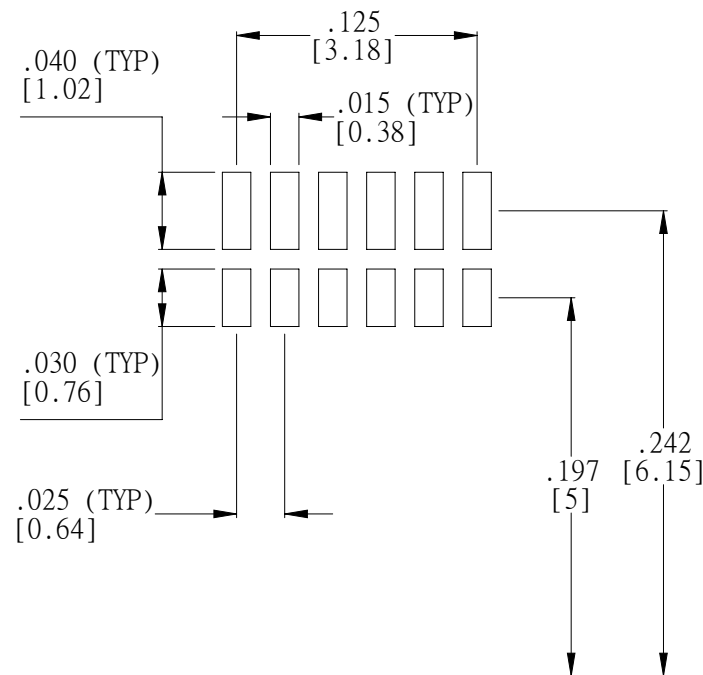 .125
[3.18]
.040 (TYP)
[1.02]
.015 (TYP)
[0.38]
.030 (TYP)
[0.76]
.025 (TYP)
[0.64]
.197
[5]
.242
[6.15]